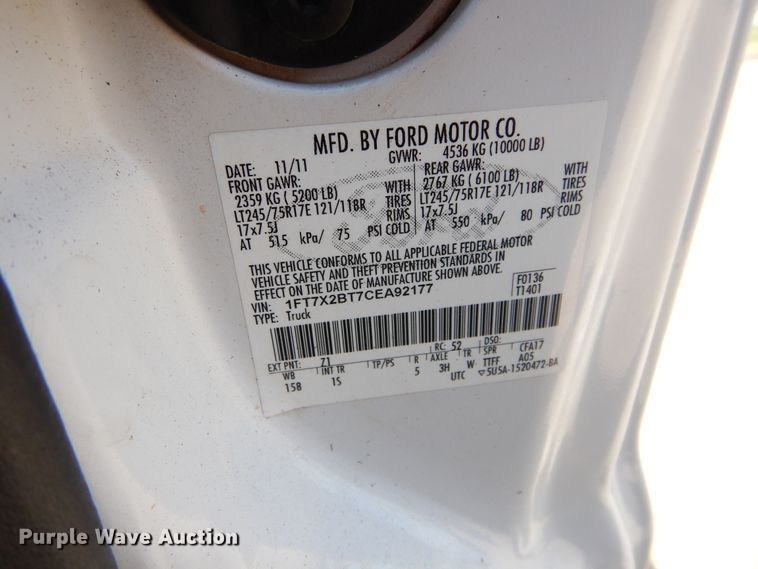 MFD. BY FORD MOTOR CO.
DATE: 11/11 GVWR: 4536 KG (10000 LB)
FRONT GAWR: REAR GAWR:
2359 KG ( 5200 LB) WITH 2767 KG ( 6100 LB) WITH
LT245/75R17E 121/118R TIRES LT245/75R17E 121/118R TIRES
17x7.5J RIMS 17x7.5J RIMS
AT 515 kPa/ 75 PSI COLD AT 550 kPa/ 80 PSI COLD
THIS VEHICLE CONFORMS TO ALL APPLICABLE FEDERAL MOTOR
VEHICLE SAFETY AND THEFT PREVENTION STANDARDS IN
EFFECT ON THE DATE OF MANUFACTURE SHOWN ABOVE.
VIN: 1FT7X2BT7CEA92177 F0136
TYPE: Truck T1401
EXT PNT: Z1 RC: 52 DSO:
WB INT TR TP/PS R AXLE TR SPR CFA17
158 1S 5 3H W TTFF A05
UTC ▽5U5A-1520472-BA
Purple Wave Auction
Purple Wave Auction